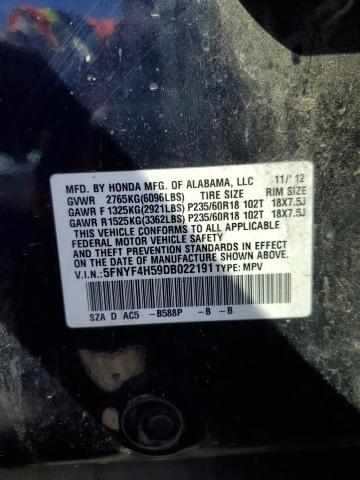 MFD. BY HONDA MFG. OF ALABAMA, LLC 11/'12
GVWR 2765KG(6096LBS) TIRE SIZE RIM SIZE
GAWR F 1325KG(2921LBS) P235/60R18 102T 18X7.5J
GAWR R 1525KG(3362LBS) P235/60R18 102T 18X7.5J
THIS VEHICLE CONFORMS TO ALL APPLICABLE
FEDERAL MOTOR VEHICLE SAFETY AND
THEFT PREVENTION STANDARDS IN EFFECT
ON THE DATE OF MANUFACTURE SHOWN ABOVE.
V.I.N.: 5FNYF4H59DB022191 TYPE: MPV
SZA D AC5 -B588P -B -B